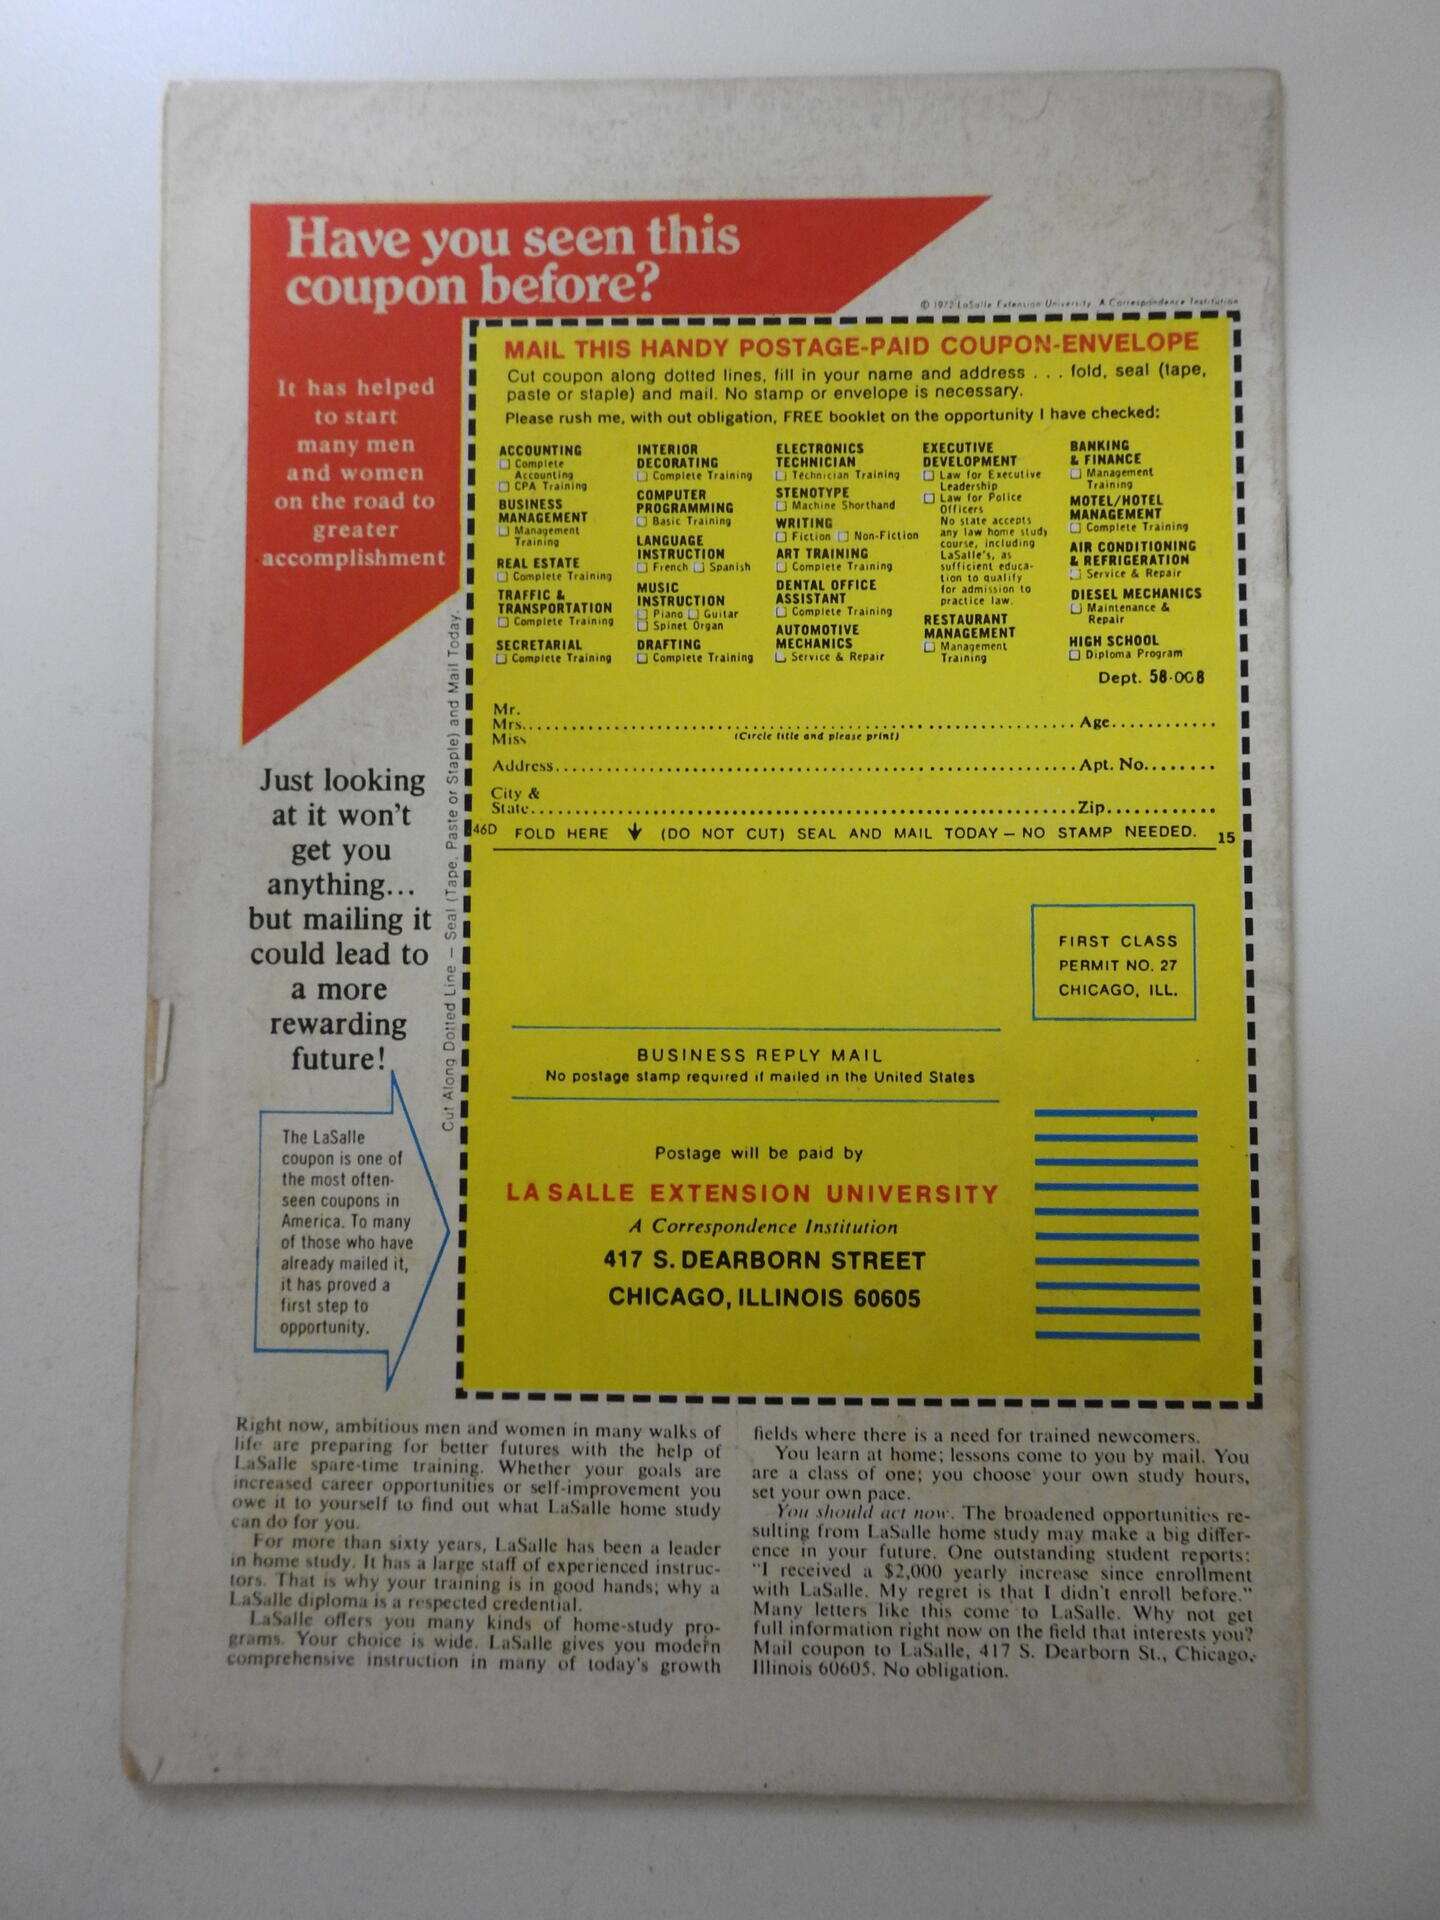 Have you seen this
coupon before?
It has helped
to start
many men
and women
on the road to
greater
accomplishment
Just looking
at it won't
get you
anything...
but mailing it
could lead to
a more
rewarding
future!
The LaSalle
coupon is one of
the most often-
seen coupons in
America. To many
of those who have
already mailed it,
it has proved a
first step to
opportunity.
Cut Along Dotted Line — Seal (Tape, Paste or Staple) and Mail Today.
© 1972 LaSalle Extension University, A Correspondence Institution
MAIL THIS HANDY POSTAGE-PAID COUPON-ENVELOPE
Cut coupon along dotted lines, fill in your name and address . . . fold, seal (tape,
paste or staple) and mail. No stamp or envelope is necessary.
Please rush me, with out obligation, FREE booklet on the opportunity I have checked:
ACCOUNTING
Complete
Accounting
CPA Training
BUSINESS
MANAGEMENT
Management
Training
REAL ESTATE
Complete Training
TRAFFIC &
TRANSPORTATION
Complete Training
SECRETARIAL
Complete Training
INTERIOR
DECORATING
Complete Training
COMPUTER
PROGRAMMING
Basic Training
LANGUAGE
INSTRUCTION
French Spanish
MUSIC
INSTRUCTION
Piano Guitar
Spinet Organ
DRAFTING
Complete Training
ELECTRONICS
TECHNICIAN
Technician Training
STENOTYPE
Machine Shorthand
WRITING
Fiction Non-Fiction
ART TRAINING
Complete Training
DENTAL OFFICE
ASSISTANT
Complete Training
AUTOMOTIVE
MECHANICS
Service & Repair
EXECUTIVE
DEVELOPMENT
Law for Executive
Leadership
Law for Police
Officers
No state accepts
any law home study
course, including
LaSalle's, as
sufficient educa-
tion to qualify
for admission to
practice law.
RESTAURANT
MANAGEMENT
Management
Training
BANKING
& FINANCE
Management
Training
MOTEL/HOTEL
MANAGEMENT
Complete Training
AIR CONDITIONING
& REFRIGERATION
Service & Repair
DIESEL MECHANICS
Maintenance &
Repair
HIGH SCHOOL
Diploma Program
Dept. 58-008
Mr.
Mrs. Age
Miss (Circle title and please print)
Address Apt. No.
City &
State Zip
46D FOLD HERE (DO NOT CUT) SEAL AND MAIL TODAY — NO STAMP NEEDED. 15
FIRST CLASS
PERMIT NO. 27
CHICAGO, ILL.
BUSINESS REPLY MAIL
No postage stamp required if mailed in the United States
Postage will be paid by
LA SALLE EXTENSION UNIVERSITY
A Correspondence Institution
417 S. DEARBORN STREET
CHICAGO, ILLINOIS 60605
Right now, ambitious men and women in many walks of
life are preparing for better futures with the help of
LaSalle spare-time training. Whether your goals are
increased career opportunities or self-improvement you
owe it to yourself to find out what LaSalle home study
can do for you.
For more than sixty years, LaSalle has been a leader
in home study. It has a large staff of experienced instruc-
tors. That is why your training is in good hands; why a
LaSalle diploma is a respected credential.
LaSalle offers you many kinds of home-study pro-
grams. Your choice is wide. LaSalle gives you modern
comprehensive instruction in many of today's growth
fields where there is a need for trained newcomers.
You learn at home; lessons come to you by mail. You
are a class of one; you choose your own study hours,
set your own pace.
You should act now. The broadened opportunities re-
sulting from LaSalle home study may make a big differ-
ence in your future. One outstanding student reports:
"I received a $2,000 yearly increase since enrollment
with LaSalle. My regret is that I didn't enroll before."
Many letters like this come to LaSalle. Why not get
full information right now on the field that interests you?
Mail coupon to LaSalle, 417 S. Dearborn St., Chicago,
Illinois 60605. No obligation.